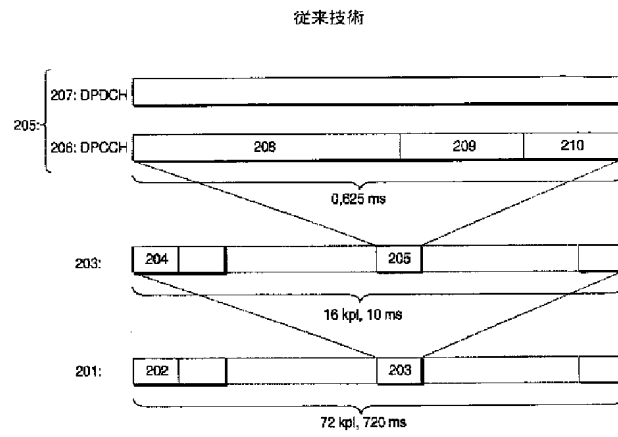 従来技術
207: DPDCH
205:
206: DPCCH
208 209 210
0,625 ms
203: 204 205
16 kpl, 10 ms
201: 202 203
72 kpl, 720 ms